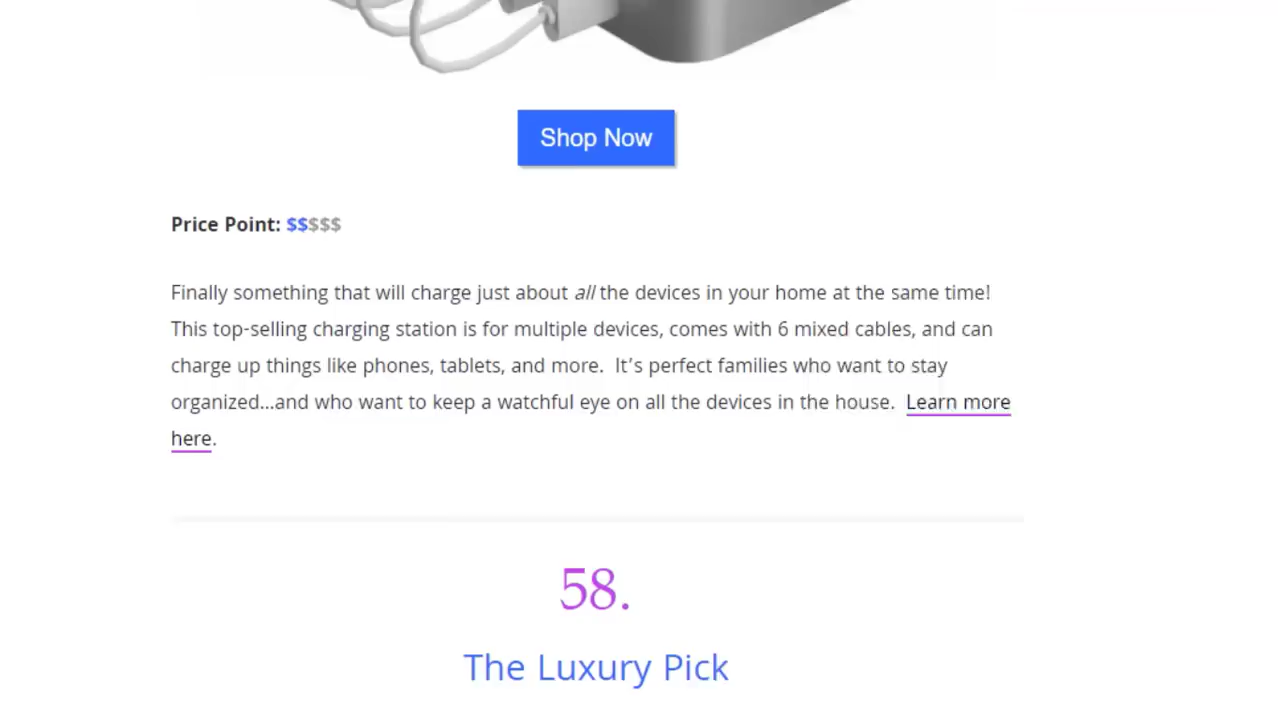 Shop Now
Price Point: $$$$$
Finally something that will charge just about all the devices in your home at the same time!
This top-selling charging station is for multiple devices, comes with 6 mixed cables, and can
charge up things like phones, tablets, and more.  It's perfect families who want to stay
organized...and who want to keep a watchful eye on all the devices in the house.  Learn more
here.
58.
The Luxury Pick